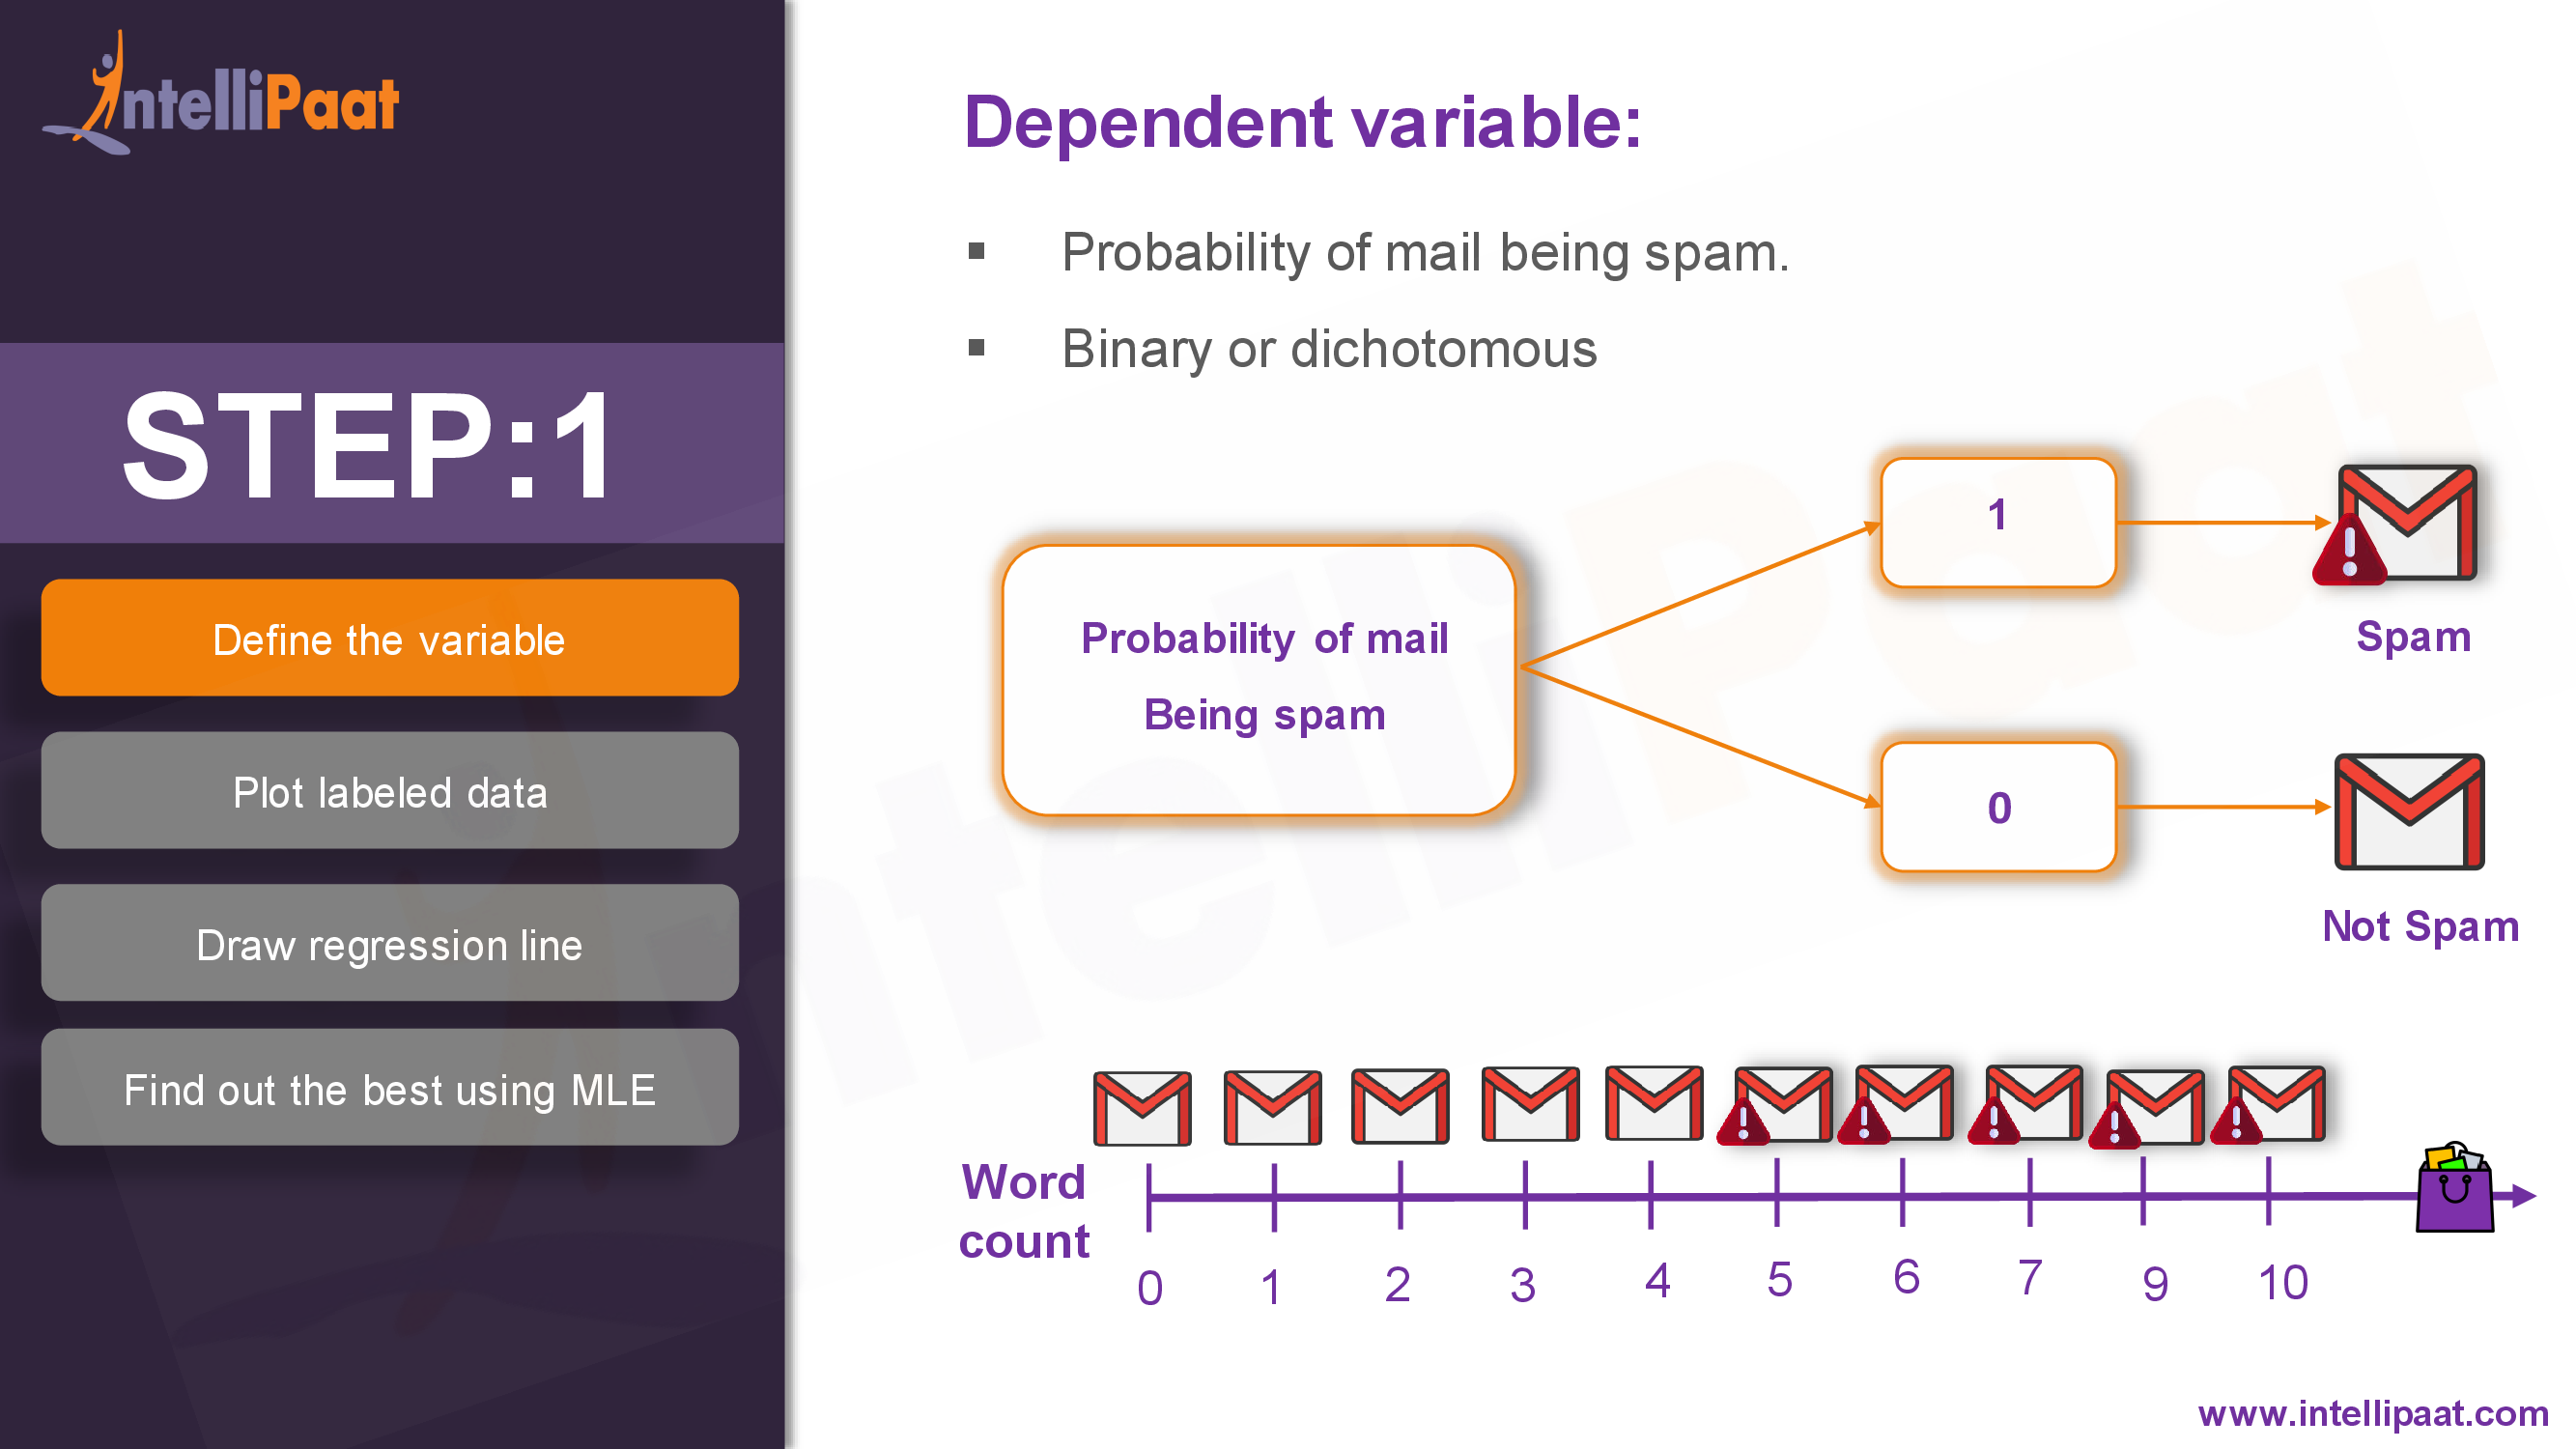 IntelliPaat
STEP:1
Define the variable
Plot labeled data
Draw regression line
Find out the best using MLE
Dependent variable:
▪ Probability of mail being spam.
▪ Binary or dichotomous
Probability of mail
Being spam
1
Spam
0
Not Spam
Word
count
0 1 2 3 4 5 6 7 9 10
www.intellipaat.com